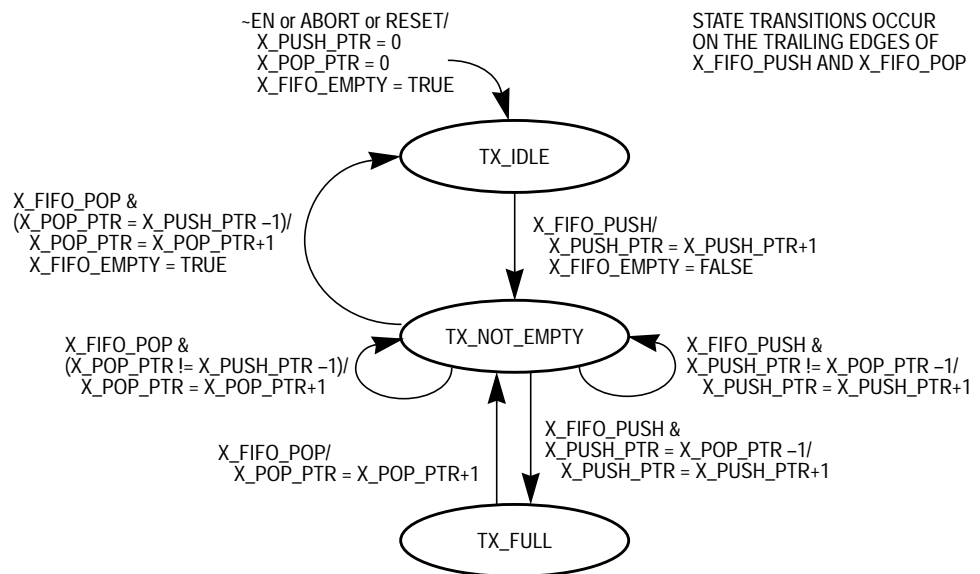 ~EN or ABORT or RESET/
X_PUSH_PTR = 0
X_POP_PTR = 0
X_FIFO_EMPTY = TRUE
STATE TRANSITIONS OCCUR
ON THE TRAILING EDGES OF
X_FIFO_PUSH AND X_FIFO_POP
TX_IDLE
X_FIFO_POP &
(X_POP_PTR = X_PUSH_PTR –1)/
X_POP_PTR = X_POP_PTR+1
X_FIFO_EMPTY = TRUE
X_FIFO_PUSH/
X_PUSH_PTR = X_PUSH_PTR+1
X_FIFO_EMPTY = FALSE
TX_NOT_EMPTY
X_FIFO_POP &
(X_POP_PTR != X_PUSH_PTR –1)/
X_POP_PTR = X_POP_PTR+1
X_FIFO_PUSH &
X_PUSH_PTR != X_POP_PTR –1/
X_PUSH_PTR = X_PUSH_PTR+1
X_FIFO_POP/
X_POP_PTR = X_POP_PTR+1
X_FIFO_PUSH &
X_PUSH_PTR = X_POP_PTR –1/
X_PUSH_PTR = X_PUSH_PTR+1
TX_FULL